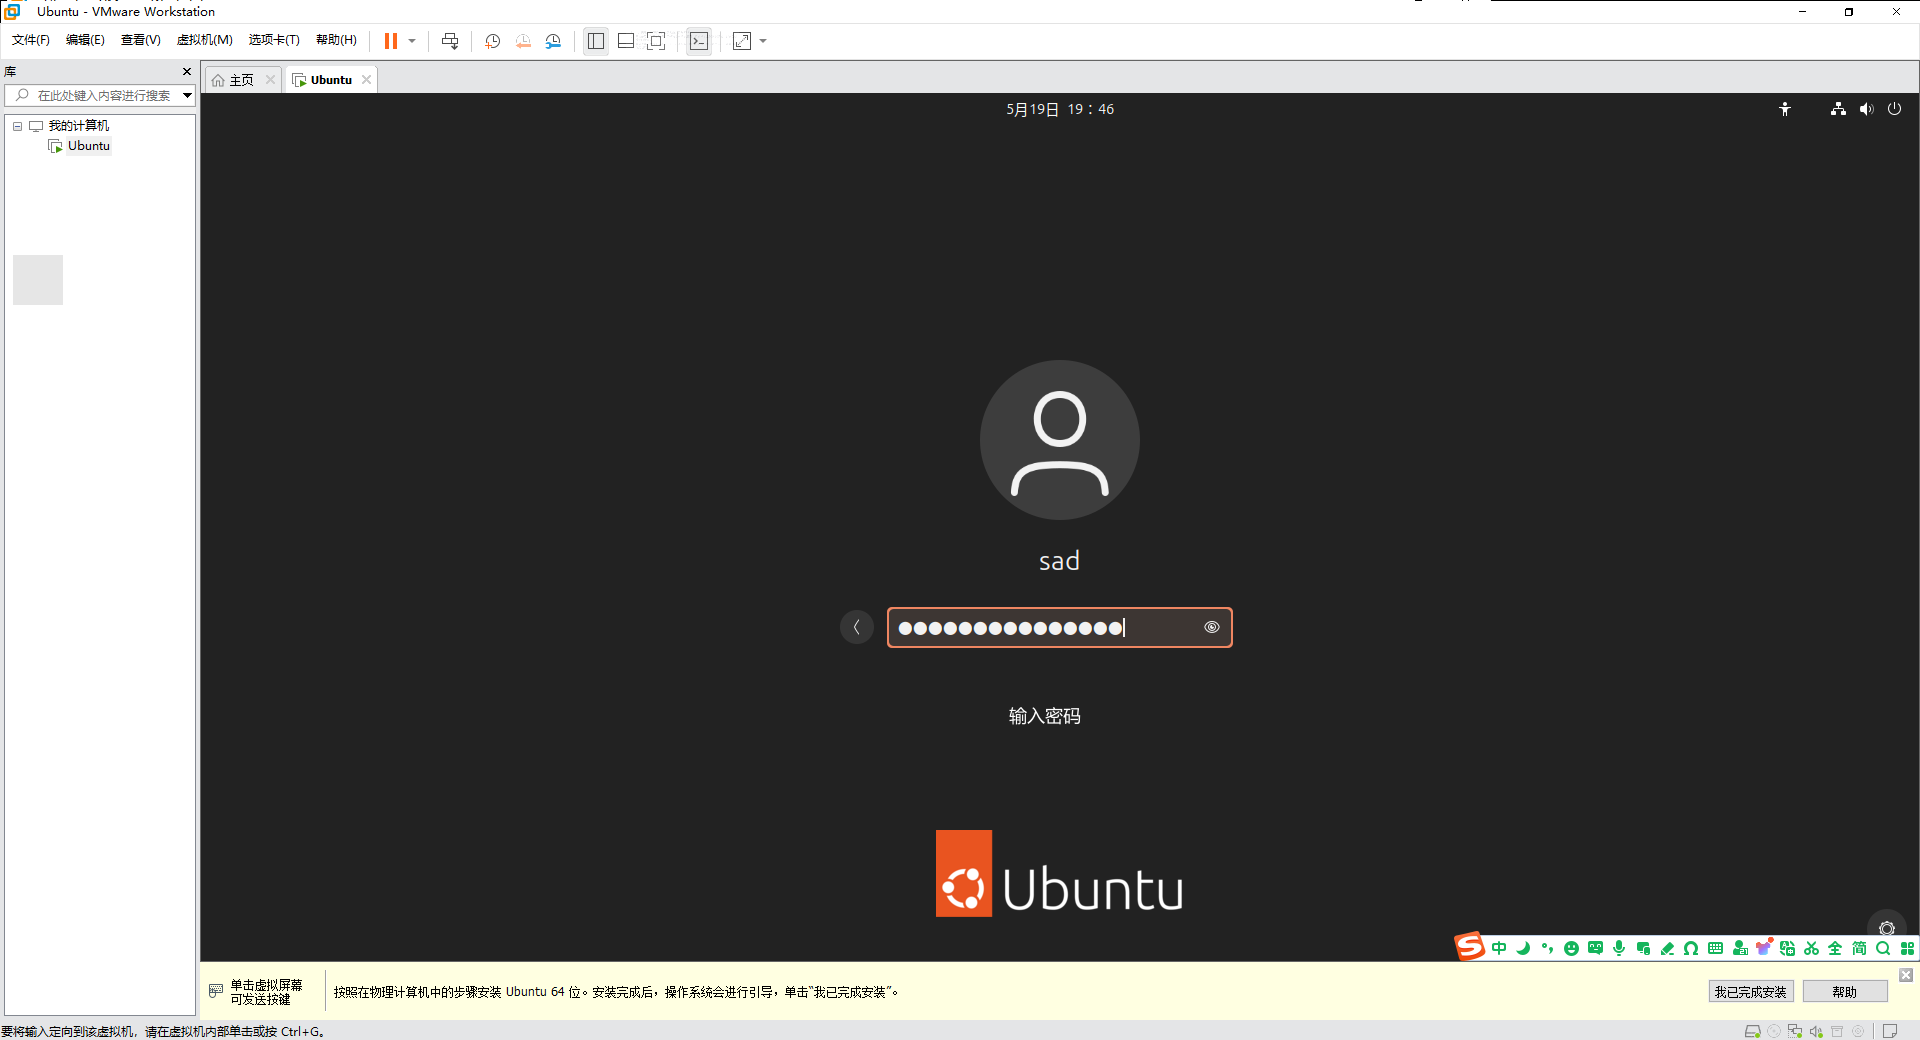 Ubuntu - VMware Workstation
文件(F) 编辑(E) 查看(V) 虚拟机(M) 选项卡(T) 帮助(H)
库
主页 Ubuntu
在此处键入内容进行搜索
我的计算机
Ubuntu
5月19日 19：46
sad
输入密码
Ubuntu
中 全 简
单击虚拟屏幕
可发送按键
按照在物理计算机中的步骤安装 Ubuntu 64 位。安装完成后，操作系统会进行引导，单击“我已完成安装”。
我已完成安装 帮助
要将输入定向到该虚拟机，请在虚拟机内部单击或按 Ctrl+G。